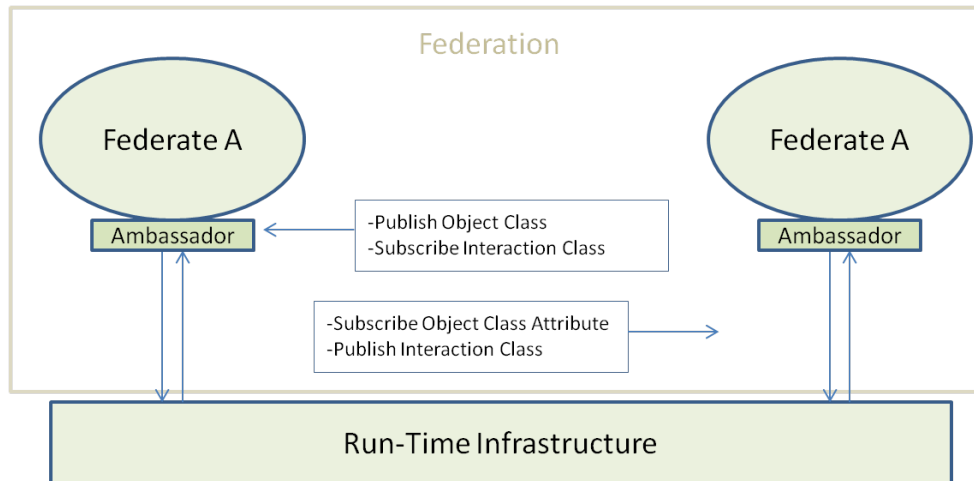 Federation
Federate A
Federate A
Ambassador
Ambassador
-Publish Object Class
-Subscribe Interaction Class
-Subscribe Object Class Attribute
-Publish Interaction Class
Run-Time Infrastructure